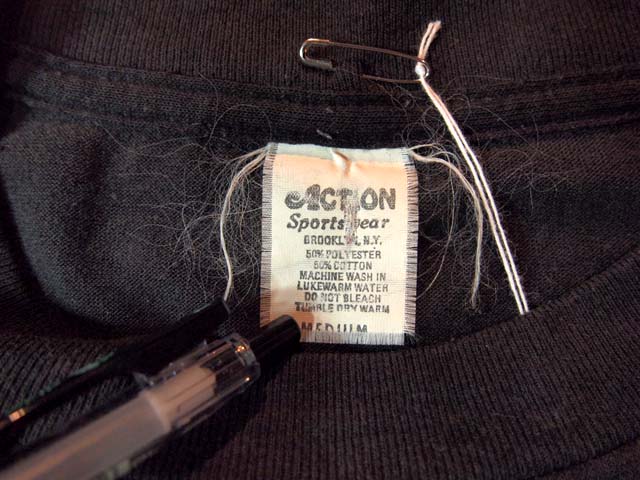 ACTION
Sportswear
BROOKLYN, N.Y.
50% POLYESTER
50% COTTON
MACHINE WASH IN
LUKEWARM WATER
DO NOT BLEACH
TUMBLE DRY WARM
MEDIUM